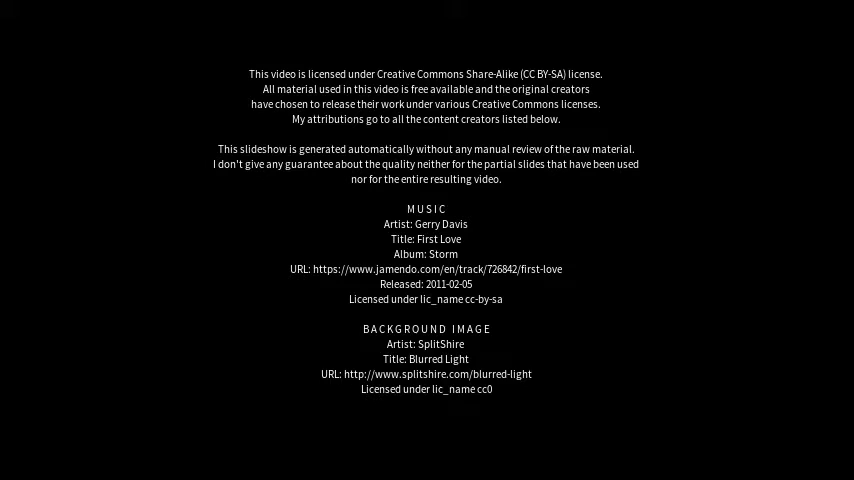 This video is licensed under Creative Commons Share-Alike (CC BY-SA) license.
All material used in this video is free available and the original creators
have chosen to release their work under various Creative Commons licenses.
My attributions go to all the content creators listed below.
This slideshow is generated automatically without any manual review of the raw material.
I don't give any guarantee about the quality neither for the partial slides that have been used
nor for the entire resulting video.
MUSIC
Artist: Gerry Davis
Title: First Love
Album: Storm
URL: https://www.jamendo.com/en/track/726842/first-love
Released: 2011-02-05
Licensed under lic_name cc-by-sa
BACKGROUND IMAGE
Artist: SplitShire
Title: Blurred Light
URL: http://www.splitshire.com/blurred-light
Licensed under lic_name cc0